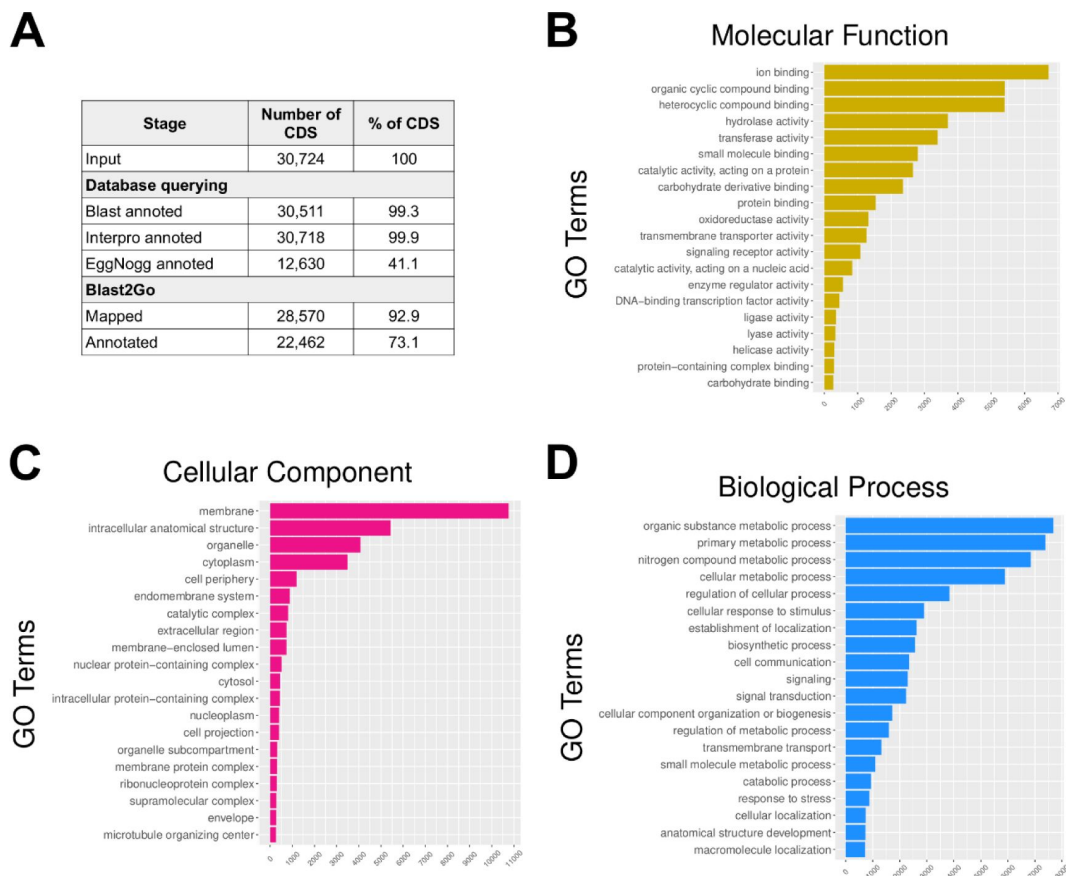 A
Stage Number of CDS % of CDS
Input 30,724 100
Database querying
Blast annoted 30,511 99.3
Interpro annoted 30,718 99.9
EggNogg annoted 12,630 41.1
Blast2Go
Mapped 28,570 92.9
Annotated 22,462 73.1
B
Molecular Function
GO Terms
ion binding
organic cyclic compound binding
heterocyclic compound binding
hydrolase activity
transferase activity
small molecule binding
catalytic activity, acting on a protein
carbohydrate derivative binding
protein binding
oxidoreductase activity
transmembrane transporter activity
signaling receptor activity
catalytic activity, acting on a nucleic acid
enzyme regulator activity
DNA-binding transcription factor activity
ligase activity
lyase activity
helicase activity
protein-containing complex binding
carbohydrate binding
0 1000 2000 3000 4000 5000 6000 7000
C
Cellular Component
GO Terms
membrane
intracellular anatomical structure
organelle
cytoplasm
cell periphery
endomembrane system
catalytic complex
extracellular region
membrane-enclosed lumen
nuclear protein-containing complex
cytosol
intracellular protein-containing complex
nucleoplasm
cell projection
organelle subcompartment
membrane protein complex
ribonucleoprotein complex
supramolecular complex
envelope
microtubule organizing center
0 1000 2000 3000 4000 5000 6000 7000 8000 9000 10000 11000
D
Biological Process
GO Terms
organic substance metabolic process
primary metabolic process
nitrogen compound metabolic process
cellular metabolic process
regulation of cellular process
cellular response to stimulus
establishment of localization
biosynthetic process
cell communication
signaling
signal transduction
cellular component organization or biogenesis
regulation of metabolic process
transmembrane transport
small molecule metabolic process
catabolic process
response to stress
cellular localization
anatomical structure development
macromolecule localization
0 1000 2000 3000 4000 5000 6000 7000 8000